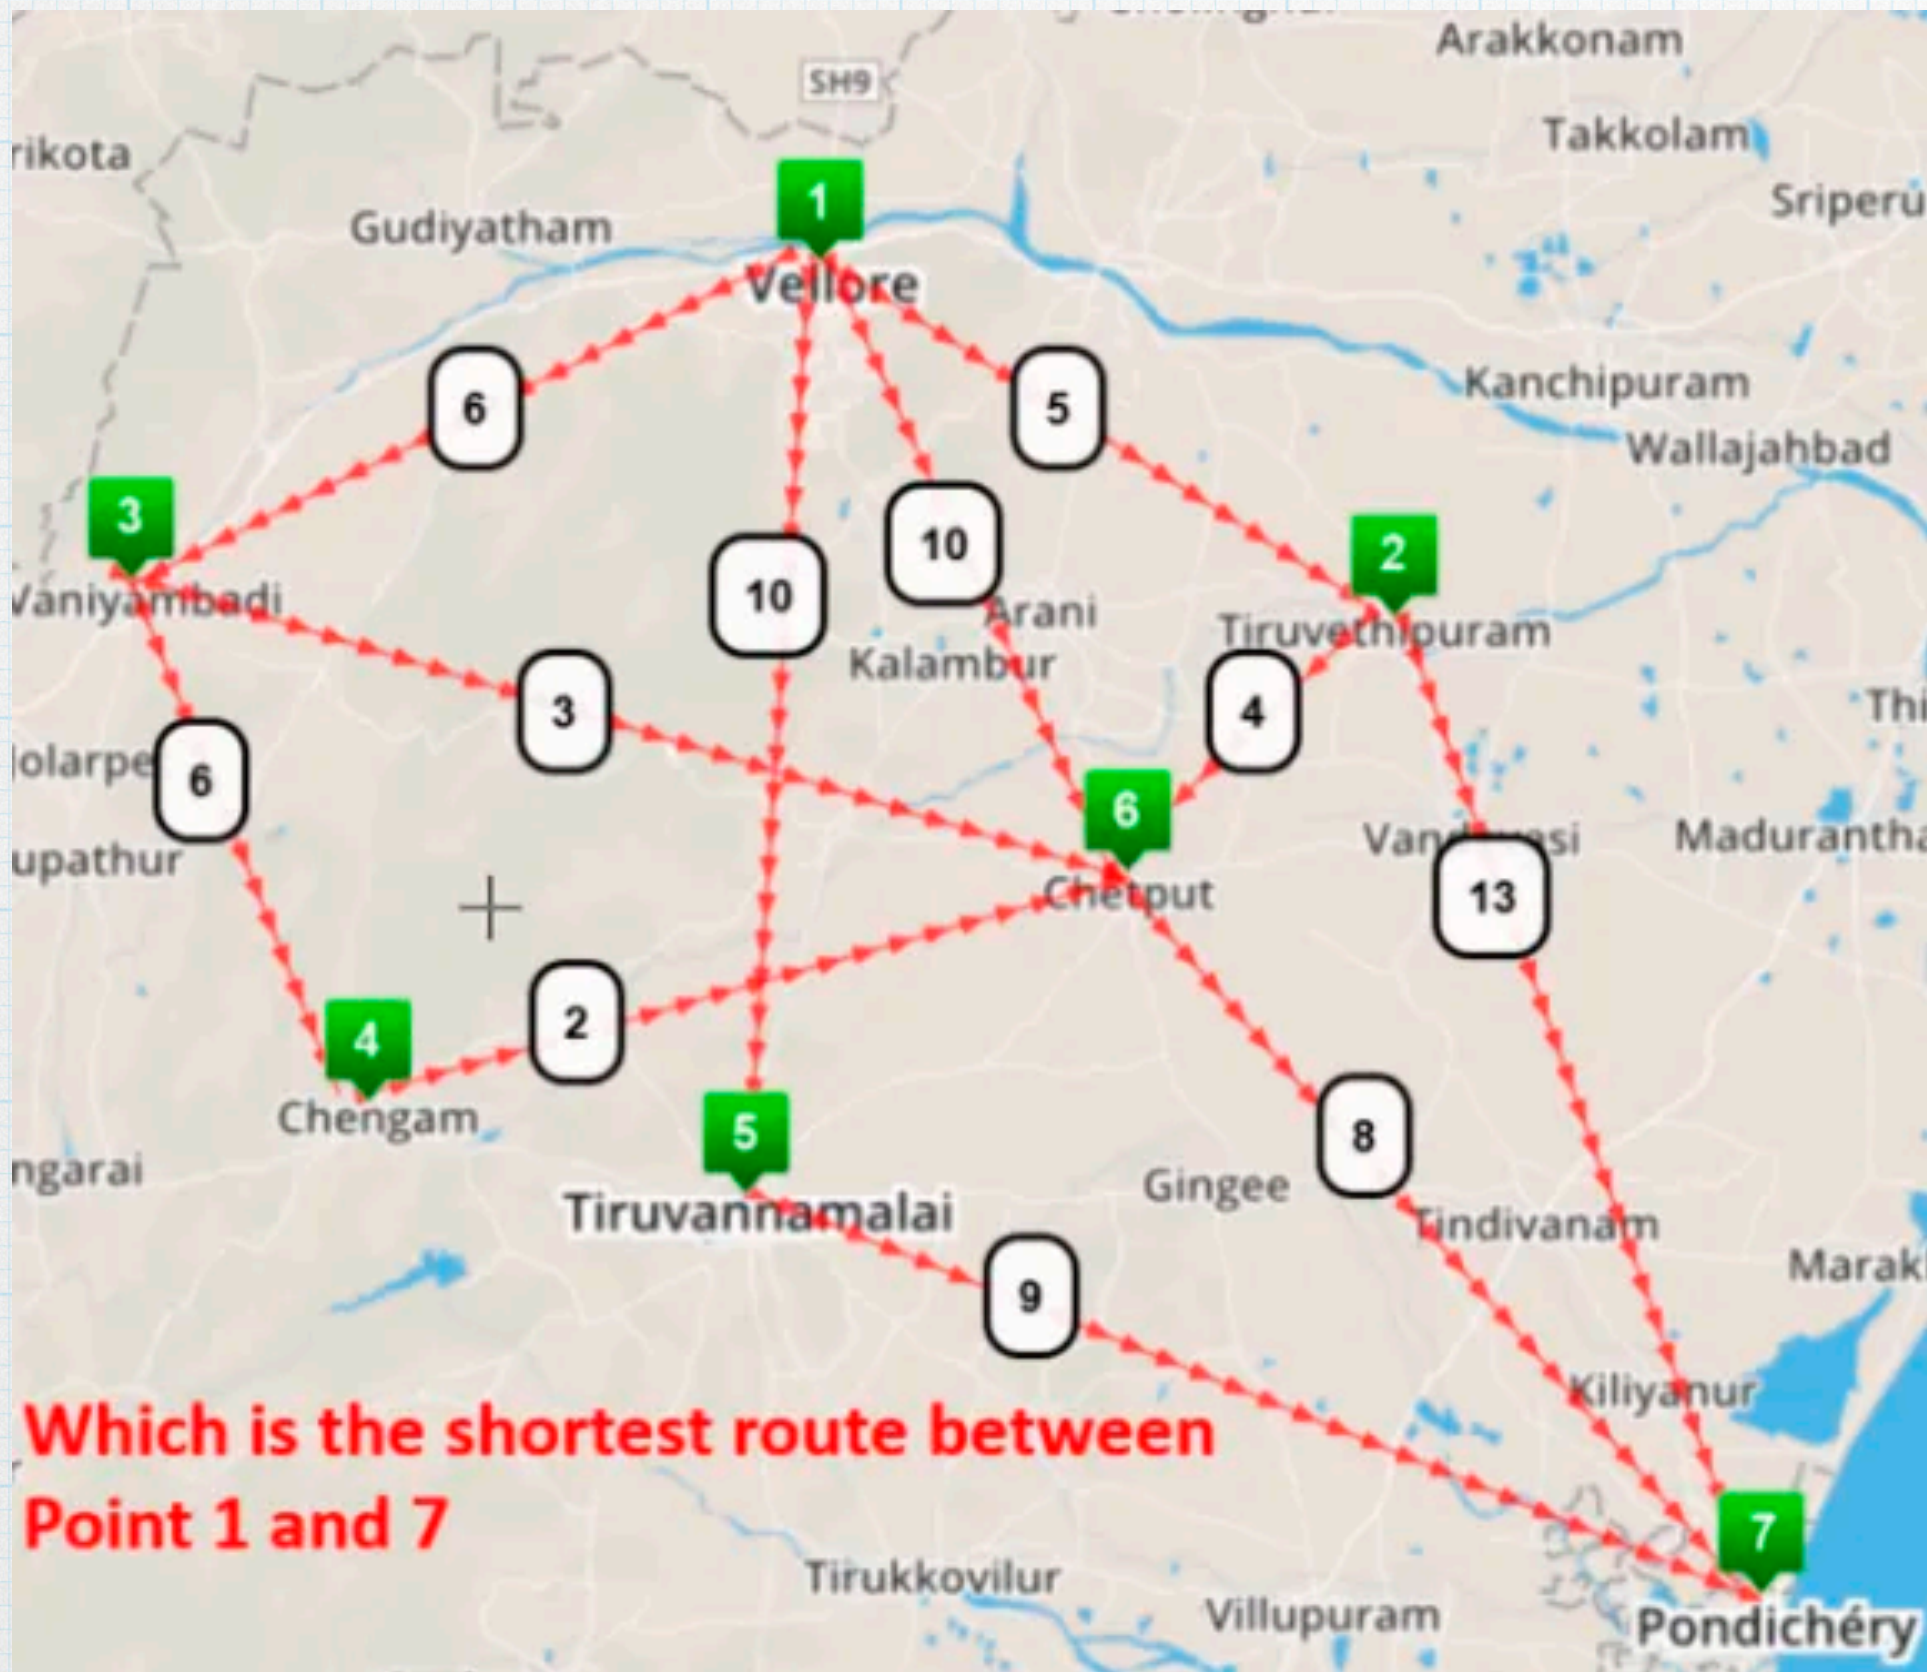 Arakkonam
SH9
Takkolam
rikota
1
Sriperu
Gudiyatham
Vellore
6
5
Kanchipuram
Wallajahbad
3
10
2
10
Vaniyambadi
Arani
Tiruvethipuram
Kalambur
3
4
Thi
Jolarpe
6
6
Vandavasi
Madurantha
upathur
Chetput
13
2
4
Chengam
5
8
ngarai
Gingee
Tiruvannamalai
Tindivanam
9
Marak
Kiliyanur
Which is the shortest route between
Point 1 and 7
7
Tirukkovilur
Villupuram
Pondichéry